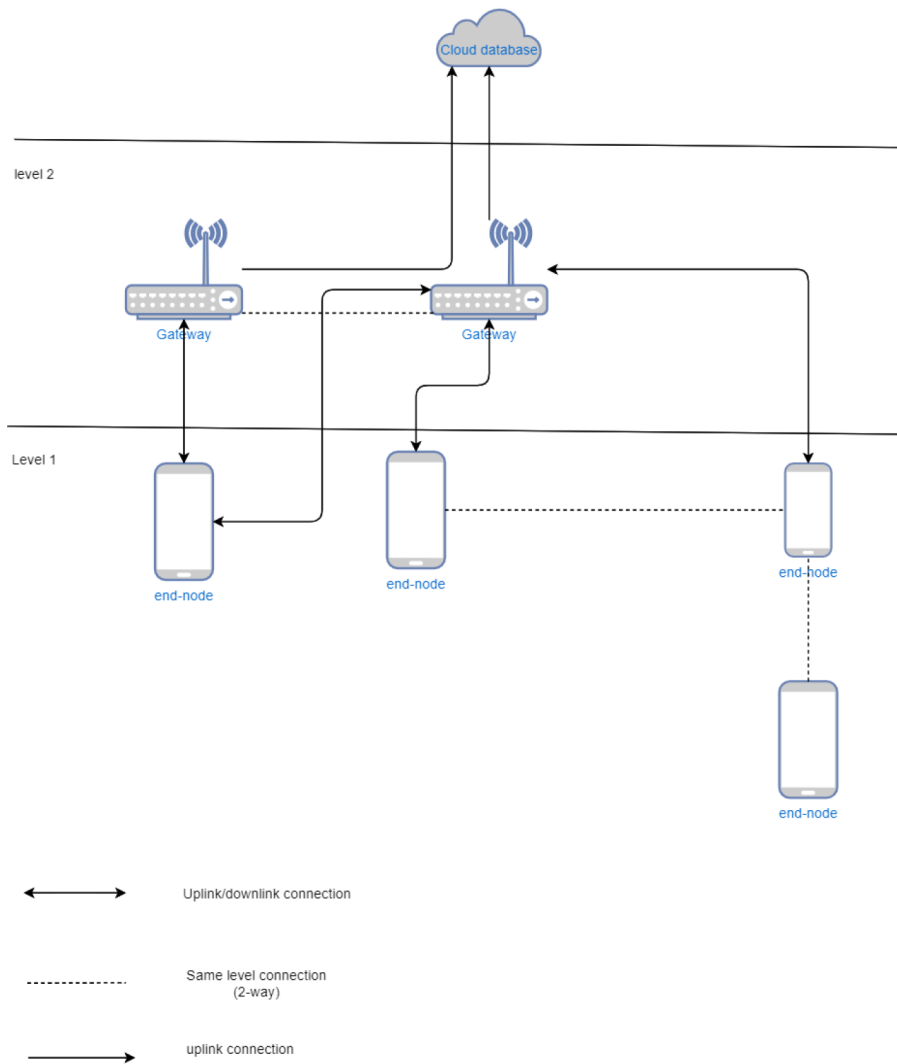 Cloud database
level 2
Gateway
Gateway
Level 1
end-node
end-node
end-node
end-node
Uplink/downlink connection
Same level connection
(2-way)
uplink connection